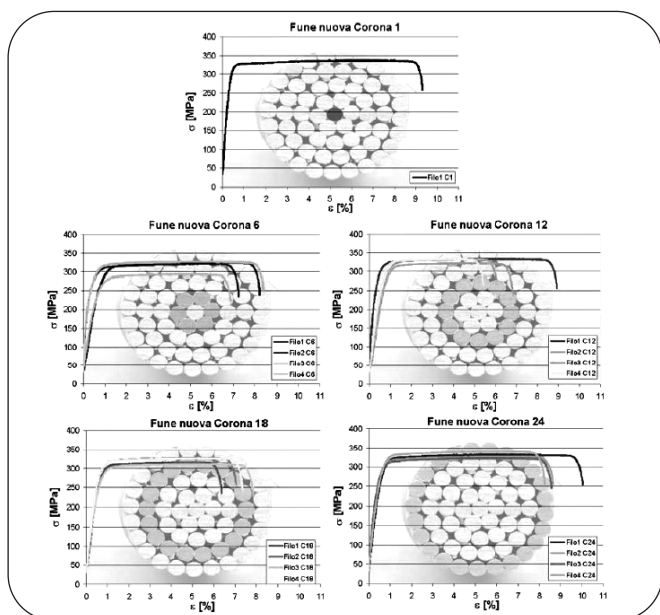 Fune nuova Corona 1
σ [MPa]
400
350
300
250
200
150
100
50
0
0 1 2 3 4 5 6 7 8 9 10 11
ε [%]
Filo1 C1
Fune nuova Corona 6
σ [MPa]
400
350
300
250
200
150
100
50
0
0 1 2 3 4 5 6 7 8 9 10 11
ε [%]
Filo1 C6
Filo2 C6
Filo3 C6
Filo4 C6
Fune nuova Corona 12
σ [MPa]
400
350
300
250
200
150
100
50
0
0 1 2 3 4 5 6 7 8 9 10 11
ε [%]
Filo1 C12
Filo2 C12
Filo3 C12
Filo4 C12
Fune nuova Corona 18
σ [MPa]
400
350
300
250
200
150
100
50
0
0 1 2 3 4 5 6 7 8 9 10 11
ε [%]
Filo1 C18
Filo2 C18
Filo3 C18
Filo4 C18
Fune nuova Corona 24
σ [MPa]
400
350
300
250
200
150
100
50
0
0 1 2 3 4 5 6 7 8 9 10 11
ε [%]
Filo1 C24
Filo2 C24
Filo3 C24
Filo4 C24